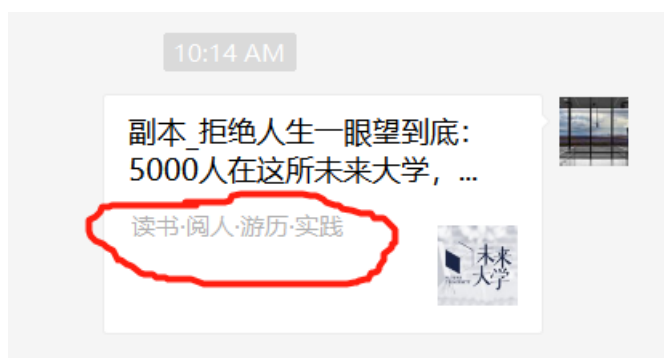 10:14 AM
副本_拒绝人生一眼望到底：
5000人在这所未来大学，...
读书·阅人·游历·实践
未来
大学